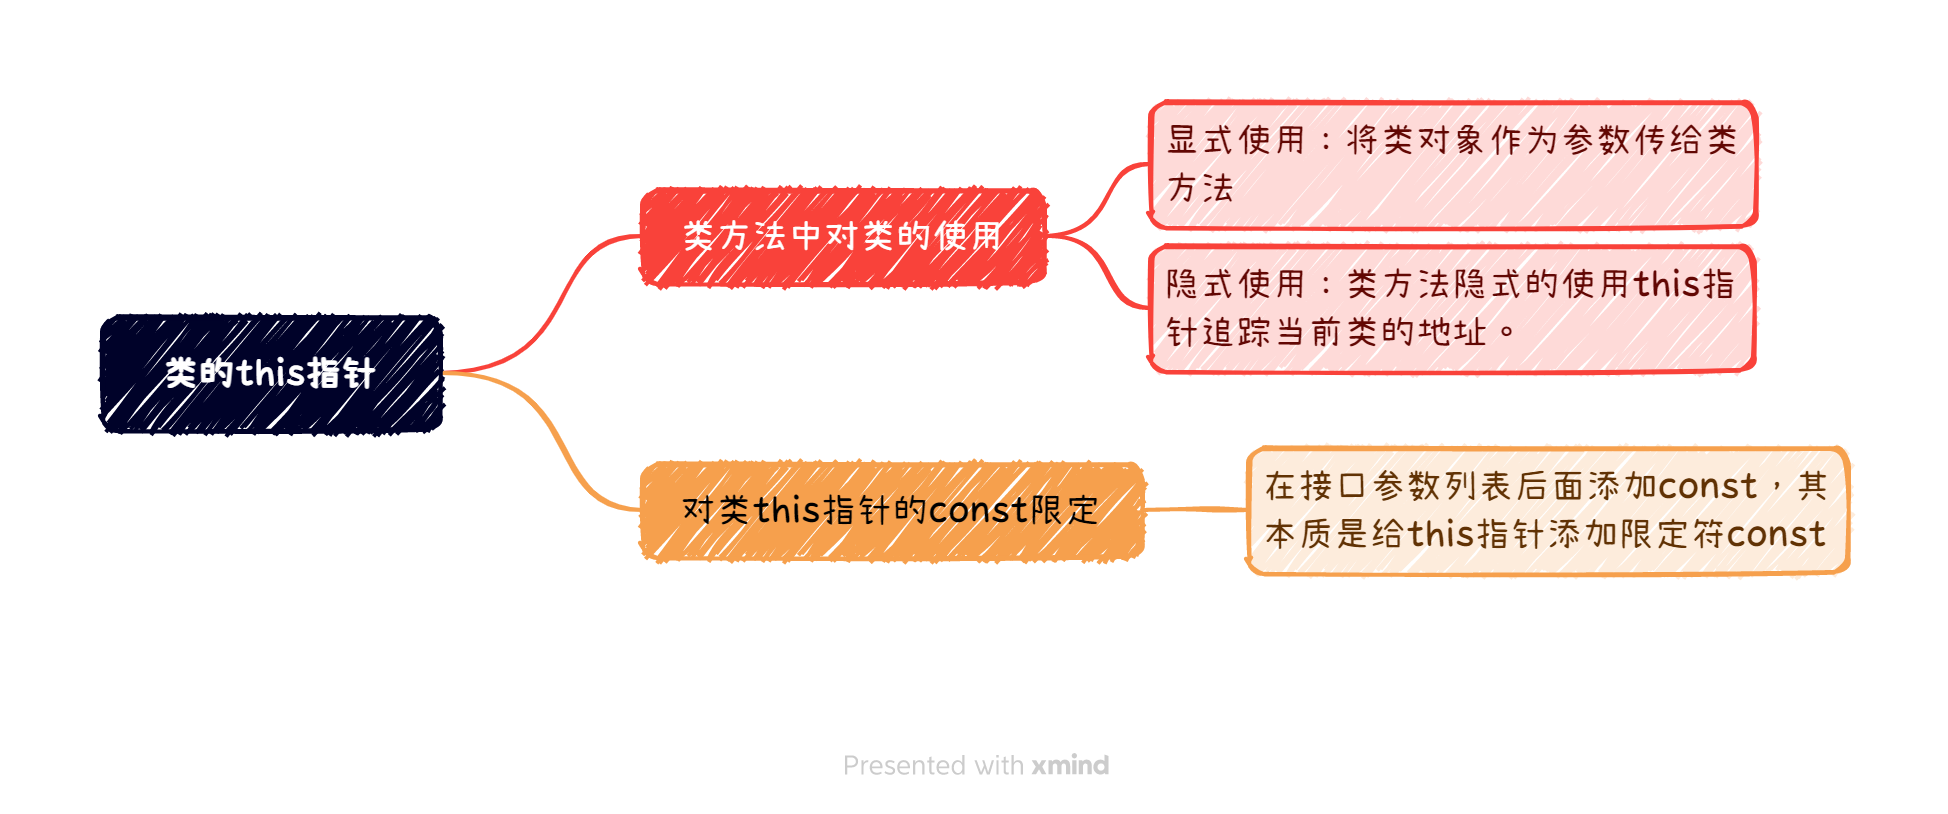 类的this指针
类方法中对类的使用
显式使用：将类对象作为参数传给类
方法
隐式使用：类方法隐式的使用this指
针追踪当前类的地址。
对类this指针的const限定
在接口参数列表后面添加const，其
本质是给this指针添加限定符const
Presented with xmind